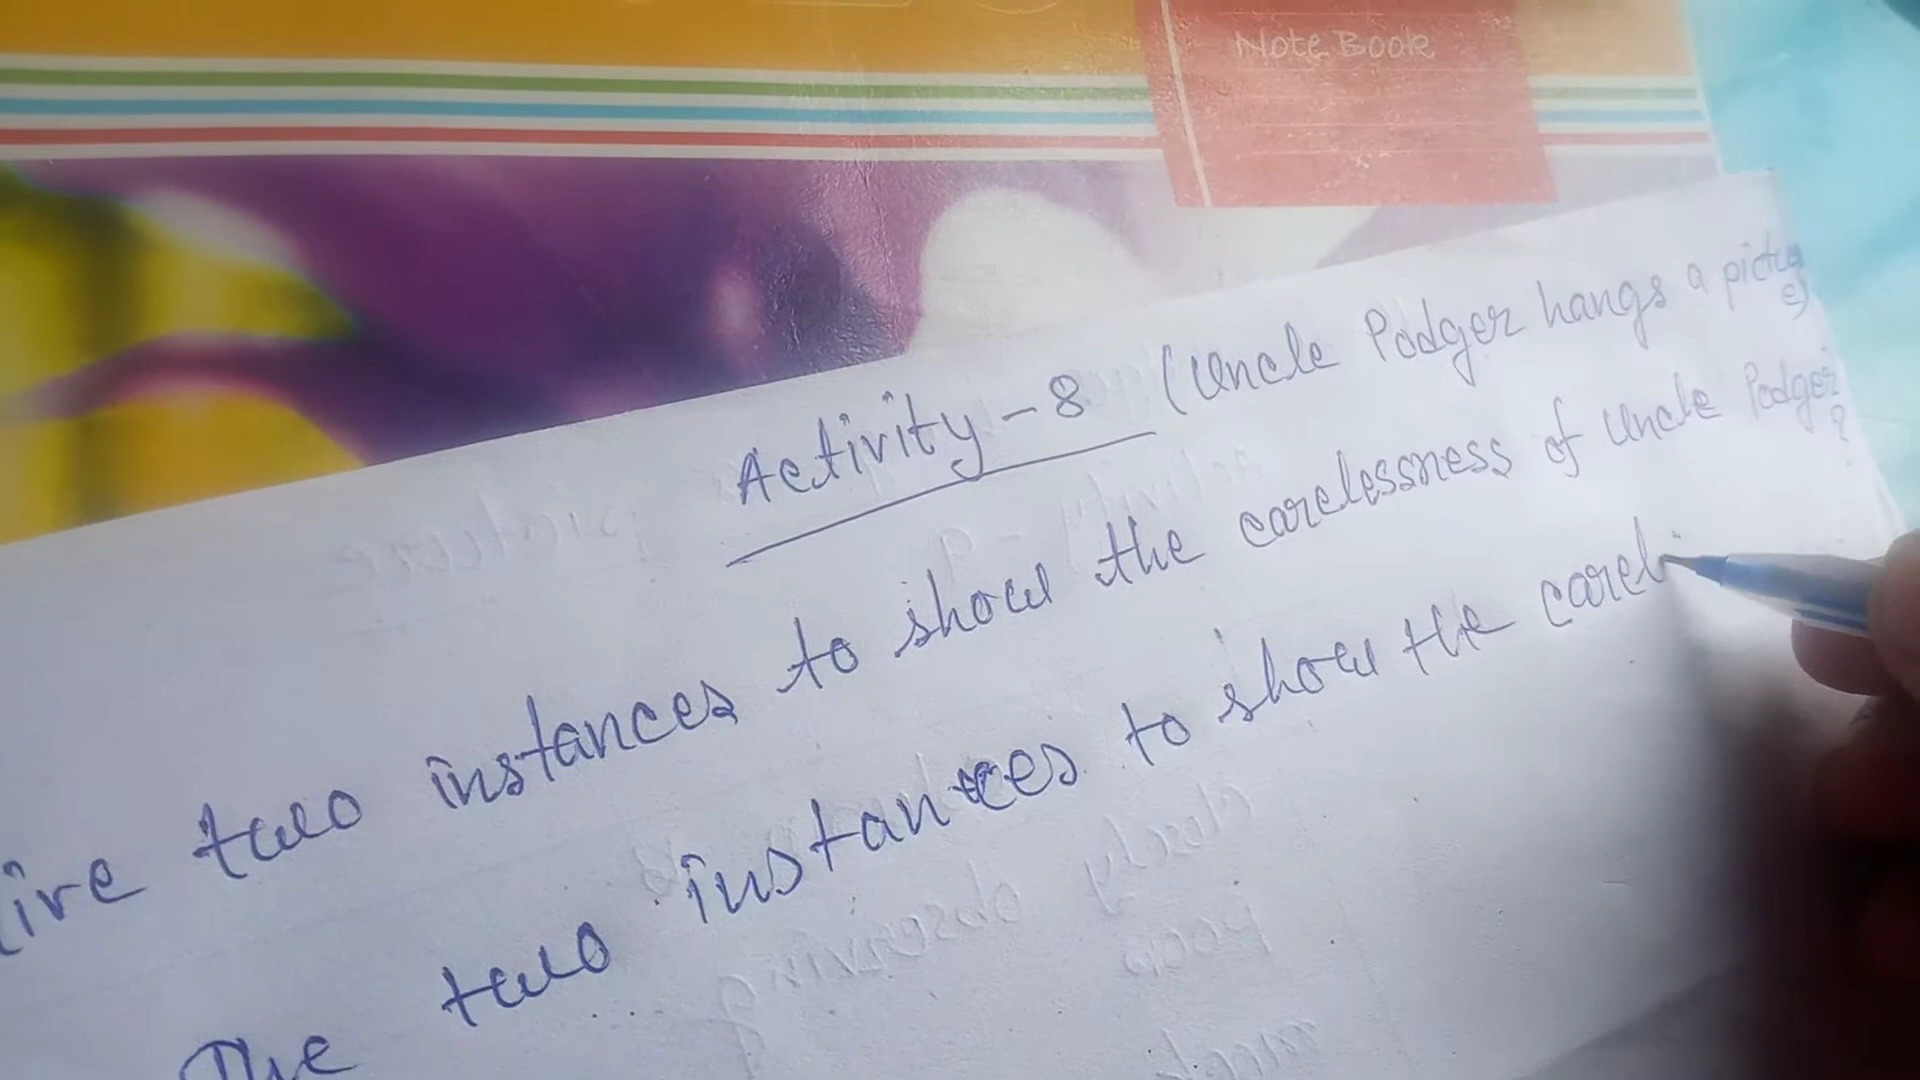 Note Book
Activity - 8 (Uncle Podger hangs a picture)
ive two instances to show the carelessness of Uncle Podger?
The two instances to show the carel